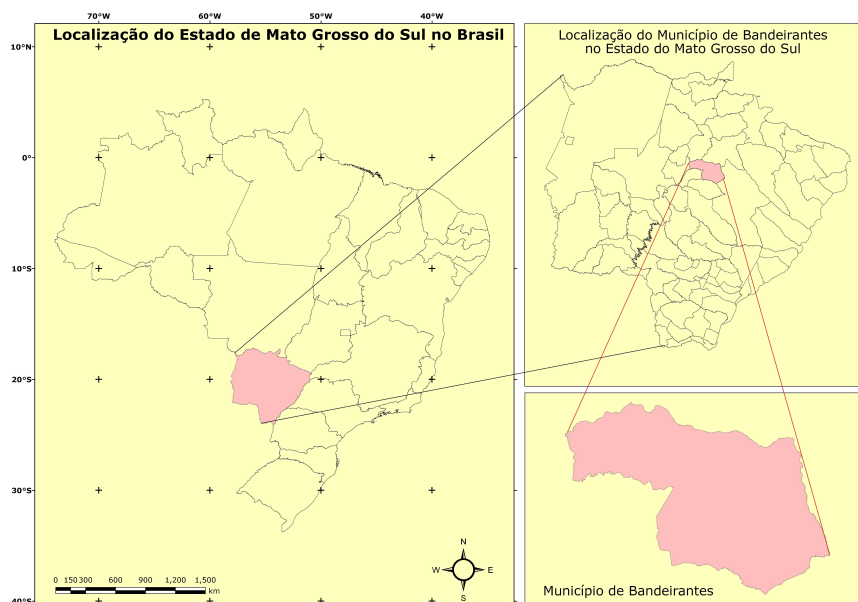 70°W 60°W 50°W 40°W
Localização do Estado de Mato Grosso do Sul no Brasil
10°N
0°
10°S
20°S
30°S
40°S
N
W E
S
0 150 300 600 900 1,200 1,500
km
Localização do Município de Bandeirantes
no Estado do Mato Grosso do Sul
Município de Bandeirantes